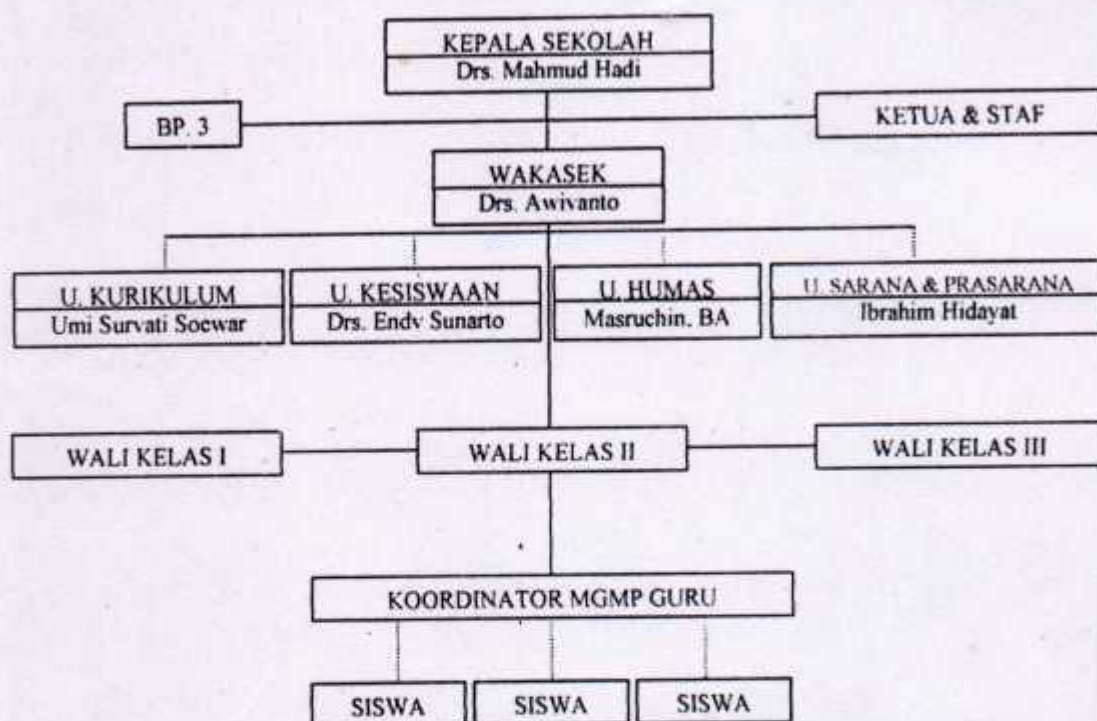 KEPALA SEKOLAH
Drs. Mahmud Hadi
BP. 3
KETUA & STAF
WAKASEK
Drs. Awivanto
U. KURIKULUM
Umi Survati Soewar
U. KESISWAAN
Drs. Endv Sunarto
U. HUMAS
Masruchin, BA
U. SARANA & PRASARANA
Ibrahim Hidayat
WALI KELAS I
WALI KELAS II
WALI KELAS III
KOORDINATOR MGMP GURU
SISWA
SISWA
SISWA